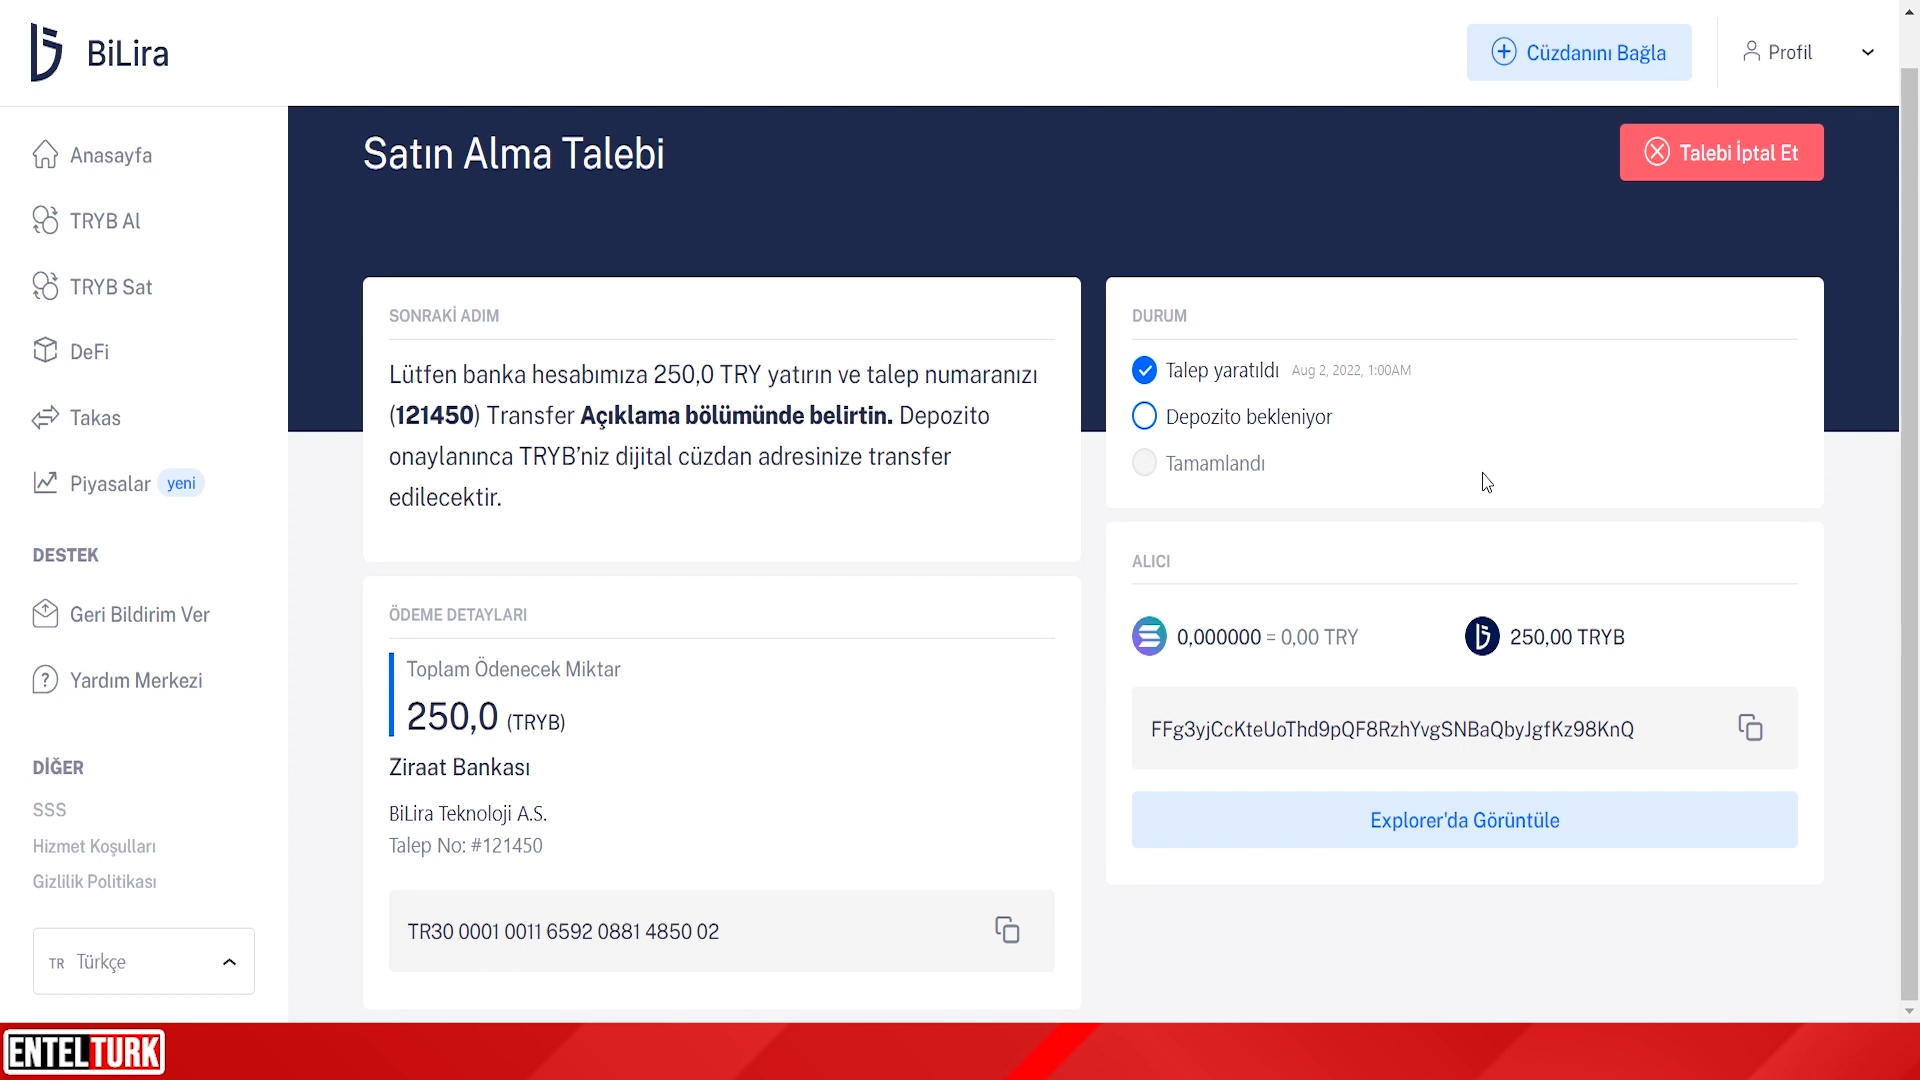 BiLira
Cüzdanını Bağla
Profil
Anasayfa
TRYB Al
TRYB Sat
DeFi
Takas
Piyasalar yeni
DESTEK
Geri Bildirim Ver
Yardım Merkezi
DİĞER
SSS
Hizmet Koşulları
Gizlilik Politikası
TR Türkçe
Satın Alma Talebi
Talebi İptal Et
SONRAKİ ADIM
Lütfen banka hesabımıza 250,0 TRY yatırın ve talep numaranızı
(121450) Transfer Açıklama bölümünde belirtin. Depozito
onaylanınca TRYB’niz dijital cüzdan adresinize transfer
edilecektir.
ÖDEME DETAYLARI
Toplam Ödenecek Miktar
250,0 (TRYB)
Ziraat Bankası
BiLira Teknoloji A.S.
Talep No: #121450
TR30 0001 0011 6592 0881 4850 02
DURUM
Talep yaratıldı Aug 2, 2022, 1:00AM
Depozito bekleniyor
Tamamlandı
ALICI
0,000000 = 0,00 TRY
250,00 TRYB
FFg3yjCcKteUoThd9pQF8RzhYvgSNBaQbyJgfKz98KnQ
Explorer'da Görüntüle
ENTELTURK